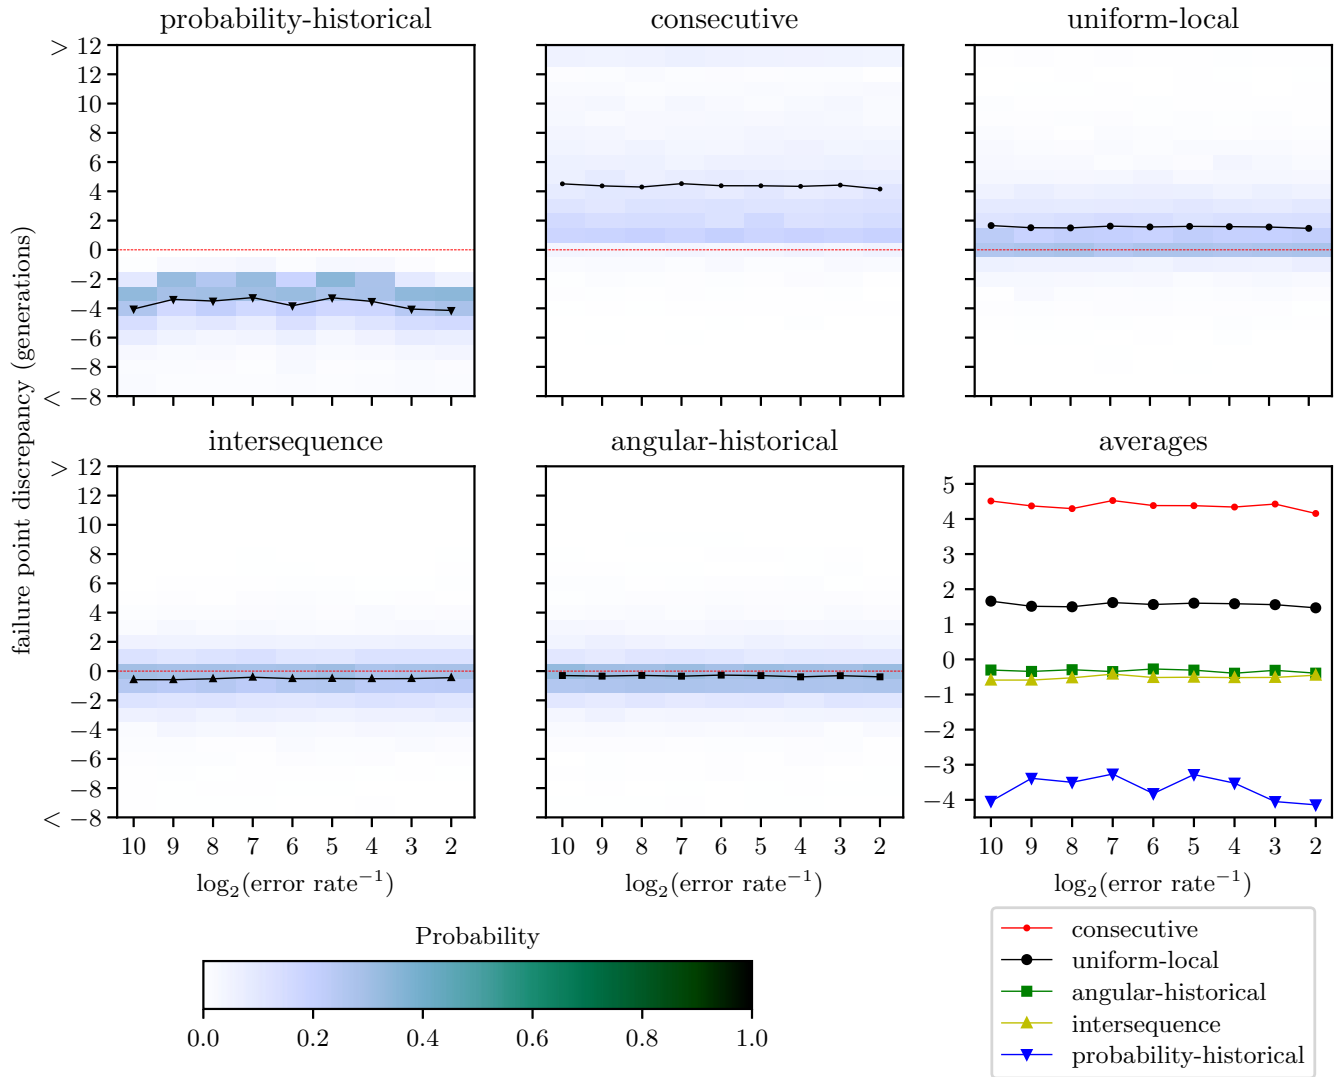 probability-historical
consecutive
uniform-local
> 12
12
10
8
6
4
2
0
−2
−4
−6
−8
< −8
failure point discrepancy (generations)
intersequence
angular-historical
averages
> 12
12
10
8
6
4
2
0
−2
−4
−6
−8
< −8
5
4
3
2
1
0
−1
−2
−3
−4
10 9 8 7 6 5 4 3 2
10 9 8 7 6 5 4 3 2
10 9 8 7 6 5 4 3 2
log₂(error rate⁻¹)
log₂(error rate⁻¹)
log₂(error rate⁻¹)
Probability
0.0 0.2 0.4 0.6 0.8 1.0
consecutive
uniform-local
angular-historical
intersequence
probability-historical